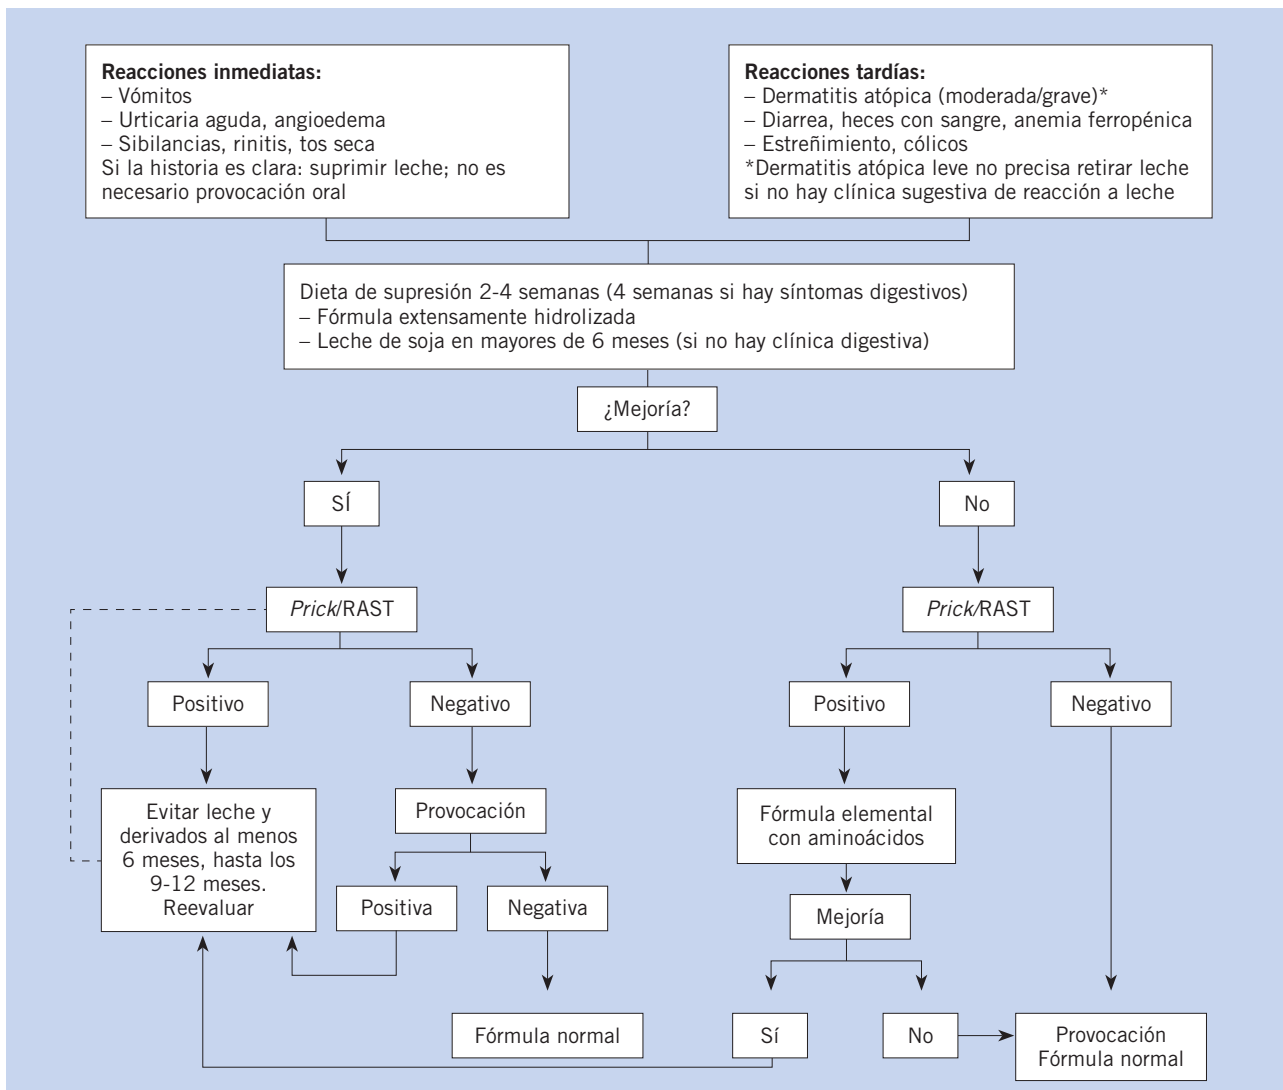 Reacciones inmediatas:
– Vómitos
– Urticaria aguda, angioedema
– Sibilancias, rinitis, tos seca
Si la historia es clara: suprimir leche; no es
necesario provocación oral
Reacciones tardías:
– Dermatitis atópica (moderada/grave)*
– Diarrea, heces con sangre, anemia ferropénica
– Estreñimiento, cólicos
*Dermatitis atópica leve no precisa retirar leche
si no hay clínica sugestiva de reacción a leche
Dieta de supresión 2-4 semanas (4 semanas si hay síntomas digestivos)
– Fórmula extensamente hidrolizada
– Leche de soja en mayores de 6 meses (si no hay clínica digestiva)
¿Mejoría?
SÍ
No
Prick/RAST
Prick/RAST
Positivo
Negativo
Positivo
Negativo
Evitar leche y
derivados al menos
6 meses, hasta los
9-12 meses.
Reevaluar
Provocación
Fórmula elemental
con aminoácidos
Positiva
Negativa
Mejoría
Fórmula normal
Sí
No
Provocación
Fórmula normal